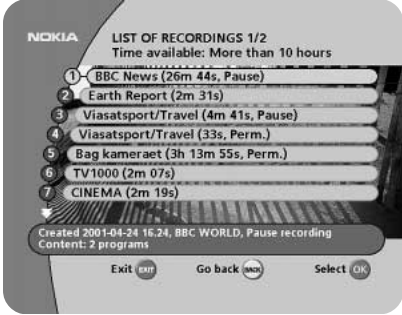 NOKIA
LIST OF RECORDINGS 1/2
Time available: More than 10 hours
1 BBC News (26m 44s, Pause)
2 Earth Report (2m 31s)
3 Viasatsport/Travel (4m 41s, Pause)
4 Viasatsport/Travel (33s, Perm.)
5 Bag kameraet (3h 13m 55s, Perm.)
6 TV1000 (2m 07s)
7 CINEMA (2m 19s)
Created 2001-04-24 16.24, BBC WORLD, Pause recording
Content: 2 programs
Exit EXIT Go back BACK Select OK